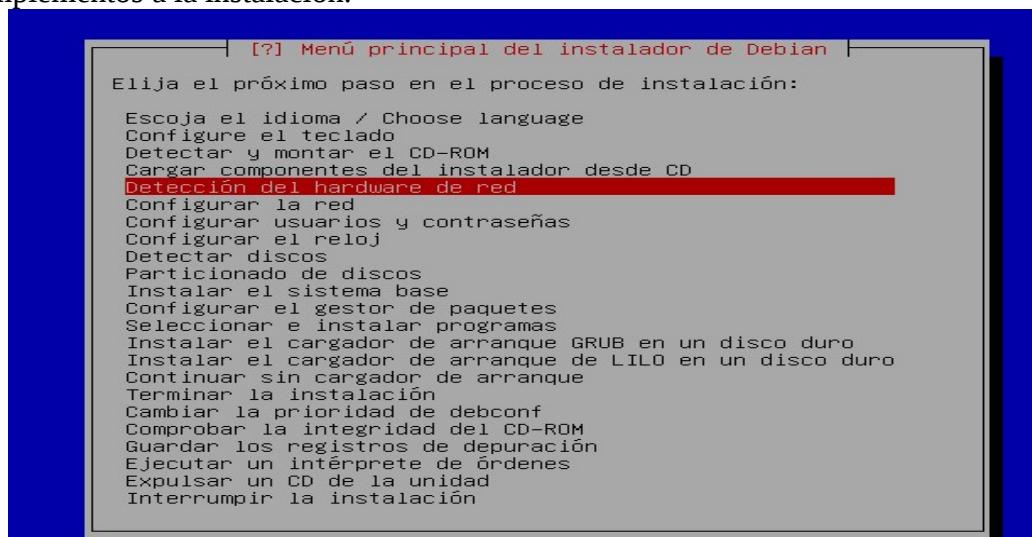 a la instalación.
[?] Menú principal del instalador de Debian
Elija el próximo paso en el proceso de instalación:
Escoja el idioma / Choose language
Configure el teclado
Detectar y montar el CD-ROM
Cargar componentes del instalador desde CD
Detección del hardware de red
Configurar la red
Configurar usuarios y contraseñas
Configurar el reloj
Detectar discos
Particionado de discos
Instalar el sistema base
Configurar el gestor de paquetes
Seleccionar e instalar programas
Instalar el cargador de arranque GRUB en un disco duro
Instalar el cargador de arranque de LILO en un disco duro
Continuar sin cargador de arranque
Terminar la instalación
Cambiar la prioridad de debconf
Comprobar la integridad del CD-ROM
Guardar los registros de depuración
Ejecutar un intérprete de órdenes
Expulsar un CD de la unidad
Interrumpir la instalación